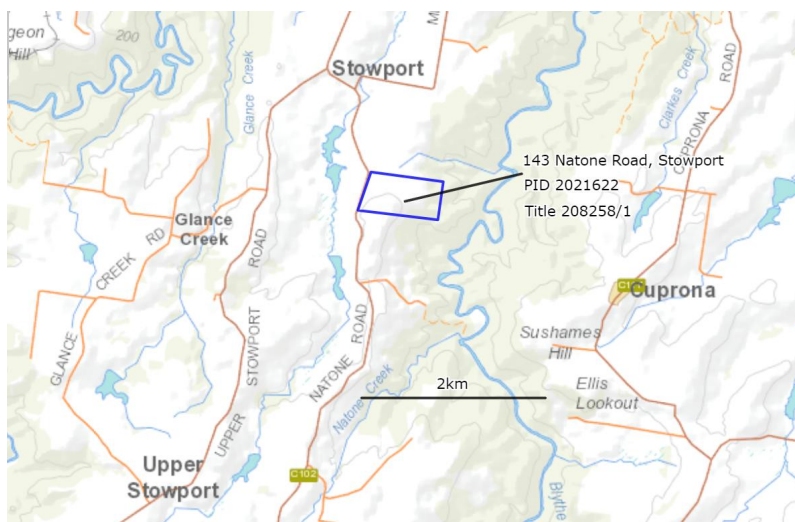 geon
Hill
200
Glance Creek
Stowport
MI
Clarkes Creek
CUPRONA ROAD
143 Natone Road, Stowport
PID 2021622
Title 208258/1
Glance
Creek
GLANCE CREEK RD
UPPER STOWPORT ROAD
NATONE ROAD
Cuprona
Sushames
Hill
Ellis
Lookout
2km
Natone Creek
Upper
Stowport
C102
Blythe